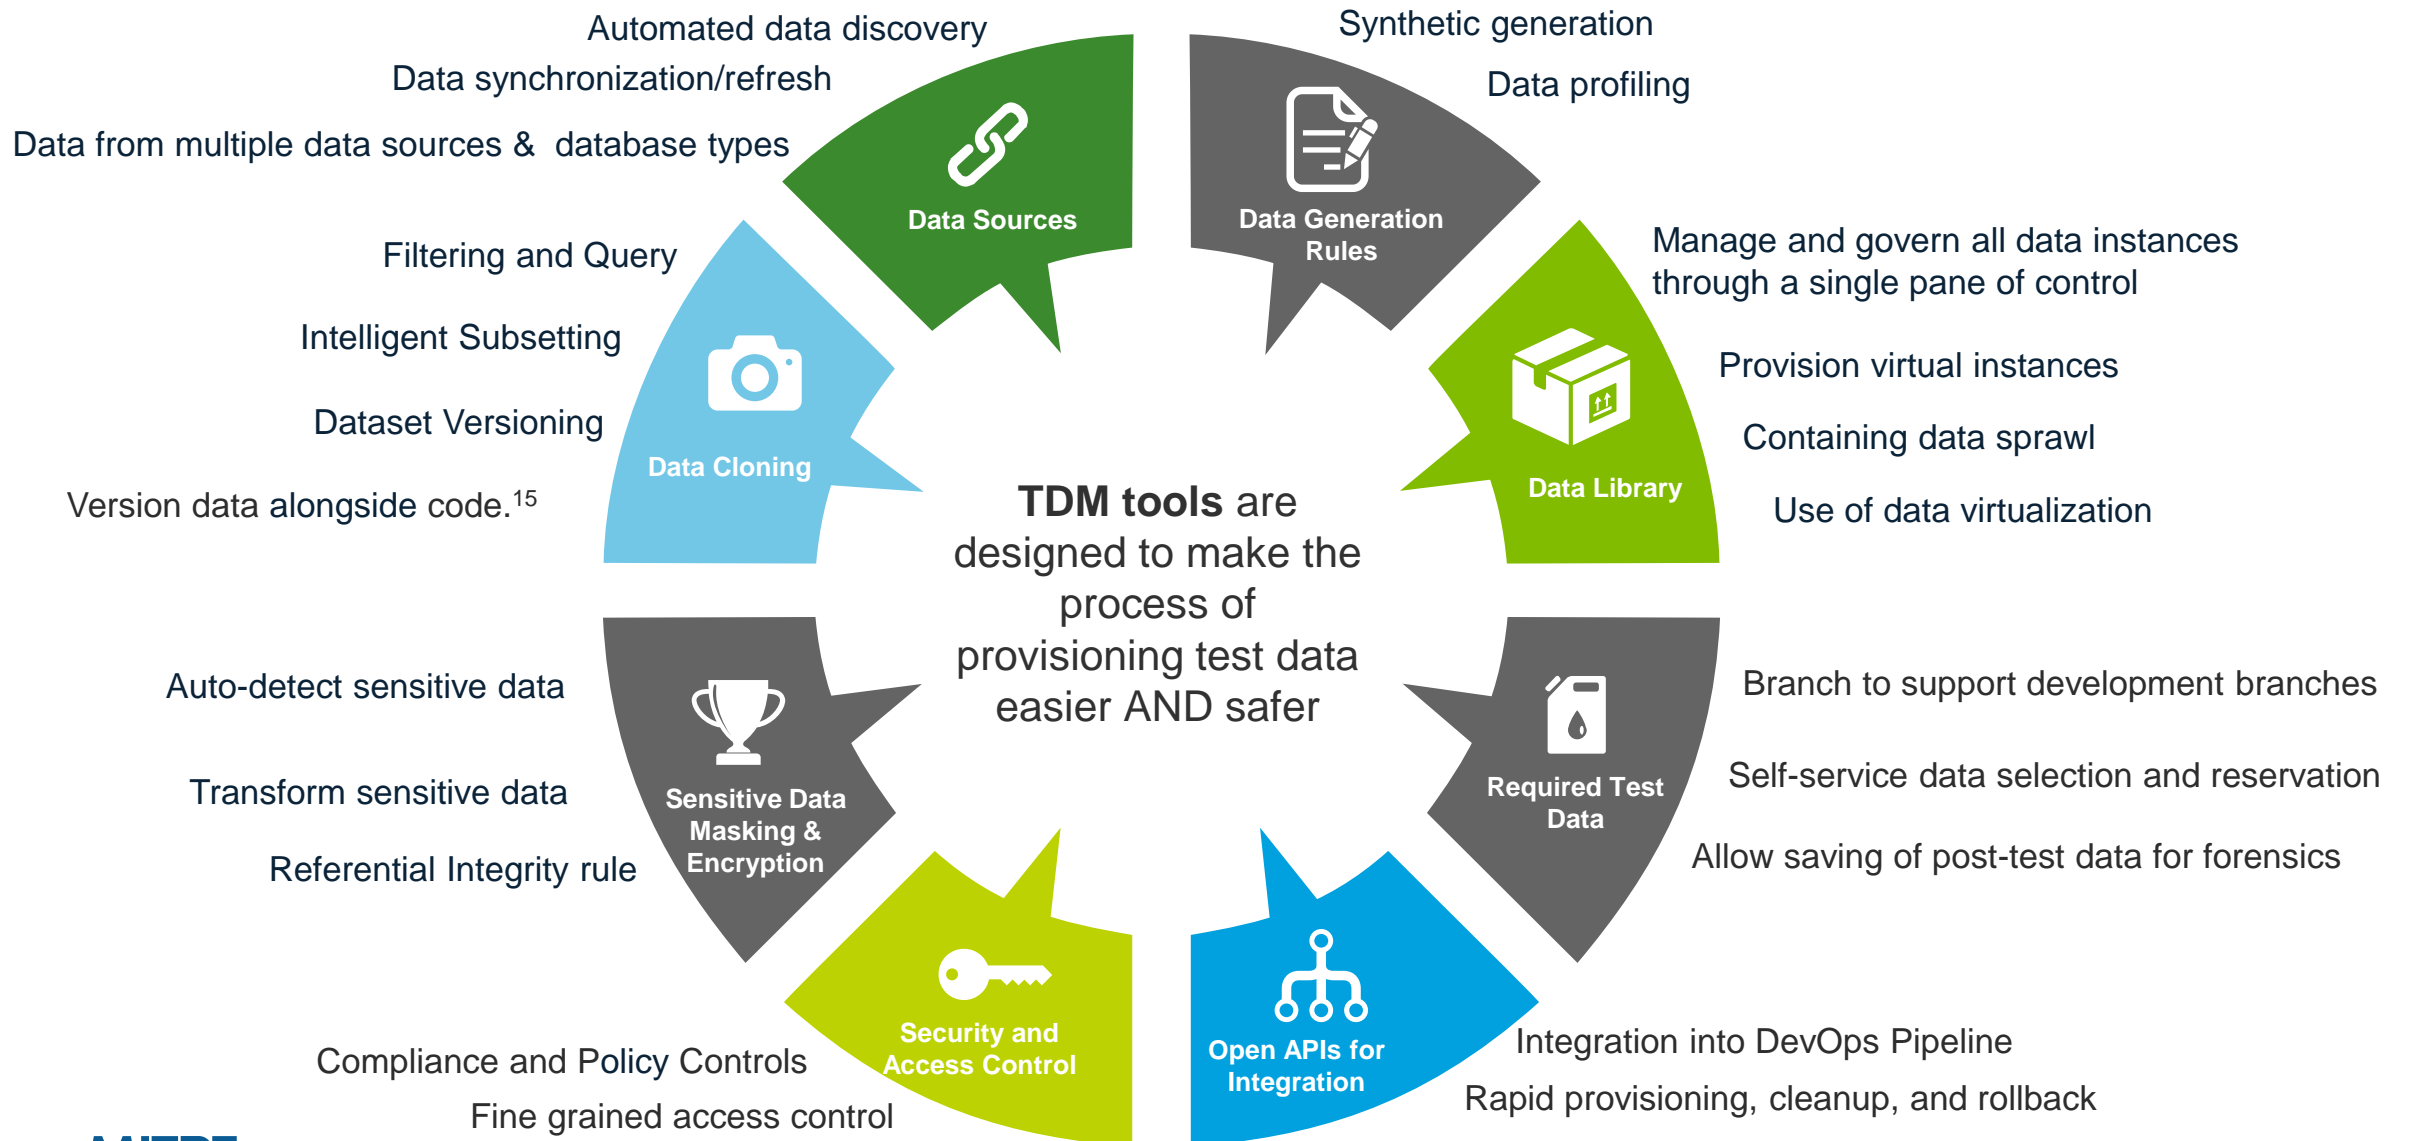 Automated data discovery
Data synchronization/refresh
Data from multiple data sources & database types
Data Sources
Synthetic generation
Data profiling
Data Generation
Rules
Manage and govern all data instances
through a single pane of control
Provision virtual instances
Containing data sprawl
Use of data virtualization
Data Library
Filtering and Query
Intelligent Subsetting
Dataset Versioning
Version data alongside code.15
Data Cloning
TDM tools are
designed to make the
process of
provisioning test data
easier AND safer
Auto-detect sensitive data
Transform sensitive data
Referential Integrity rule
Sensitive Data
Masking &
Encryption
Branch to support development branches
Self-service data selection and reservation
Allow saving of post-test data for forensics
Required Test
Data
Compliance and Policy Controls
Fine grained access control
Security and
Access Control
Open APIs for
Integration
Integration into DevOps Pipeline
Rapid provisioning, cleanup, and rollback